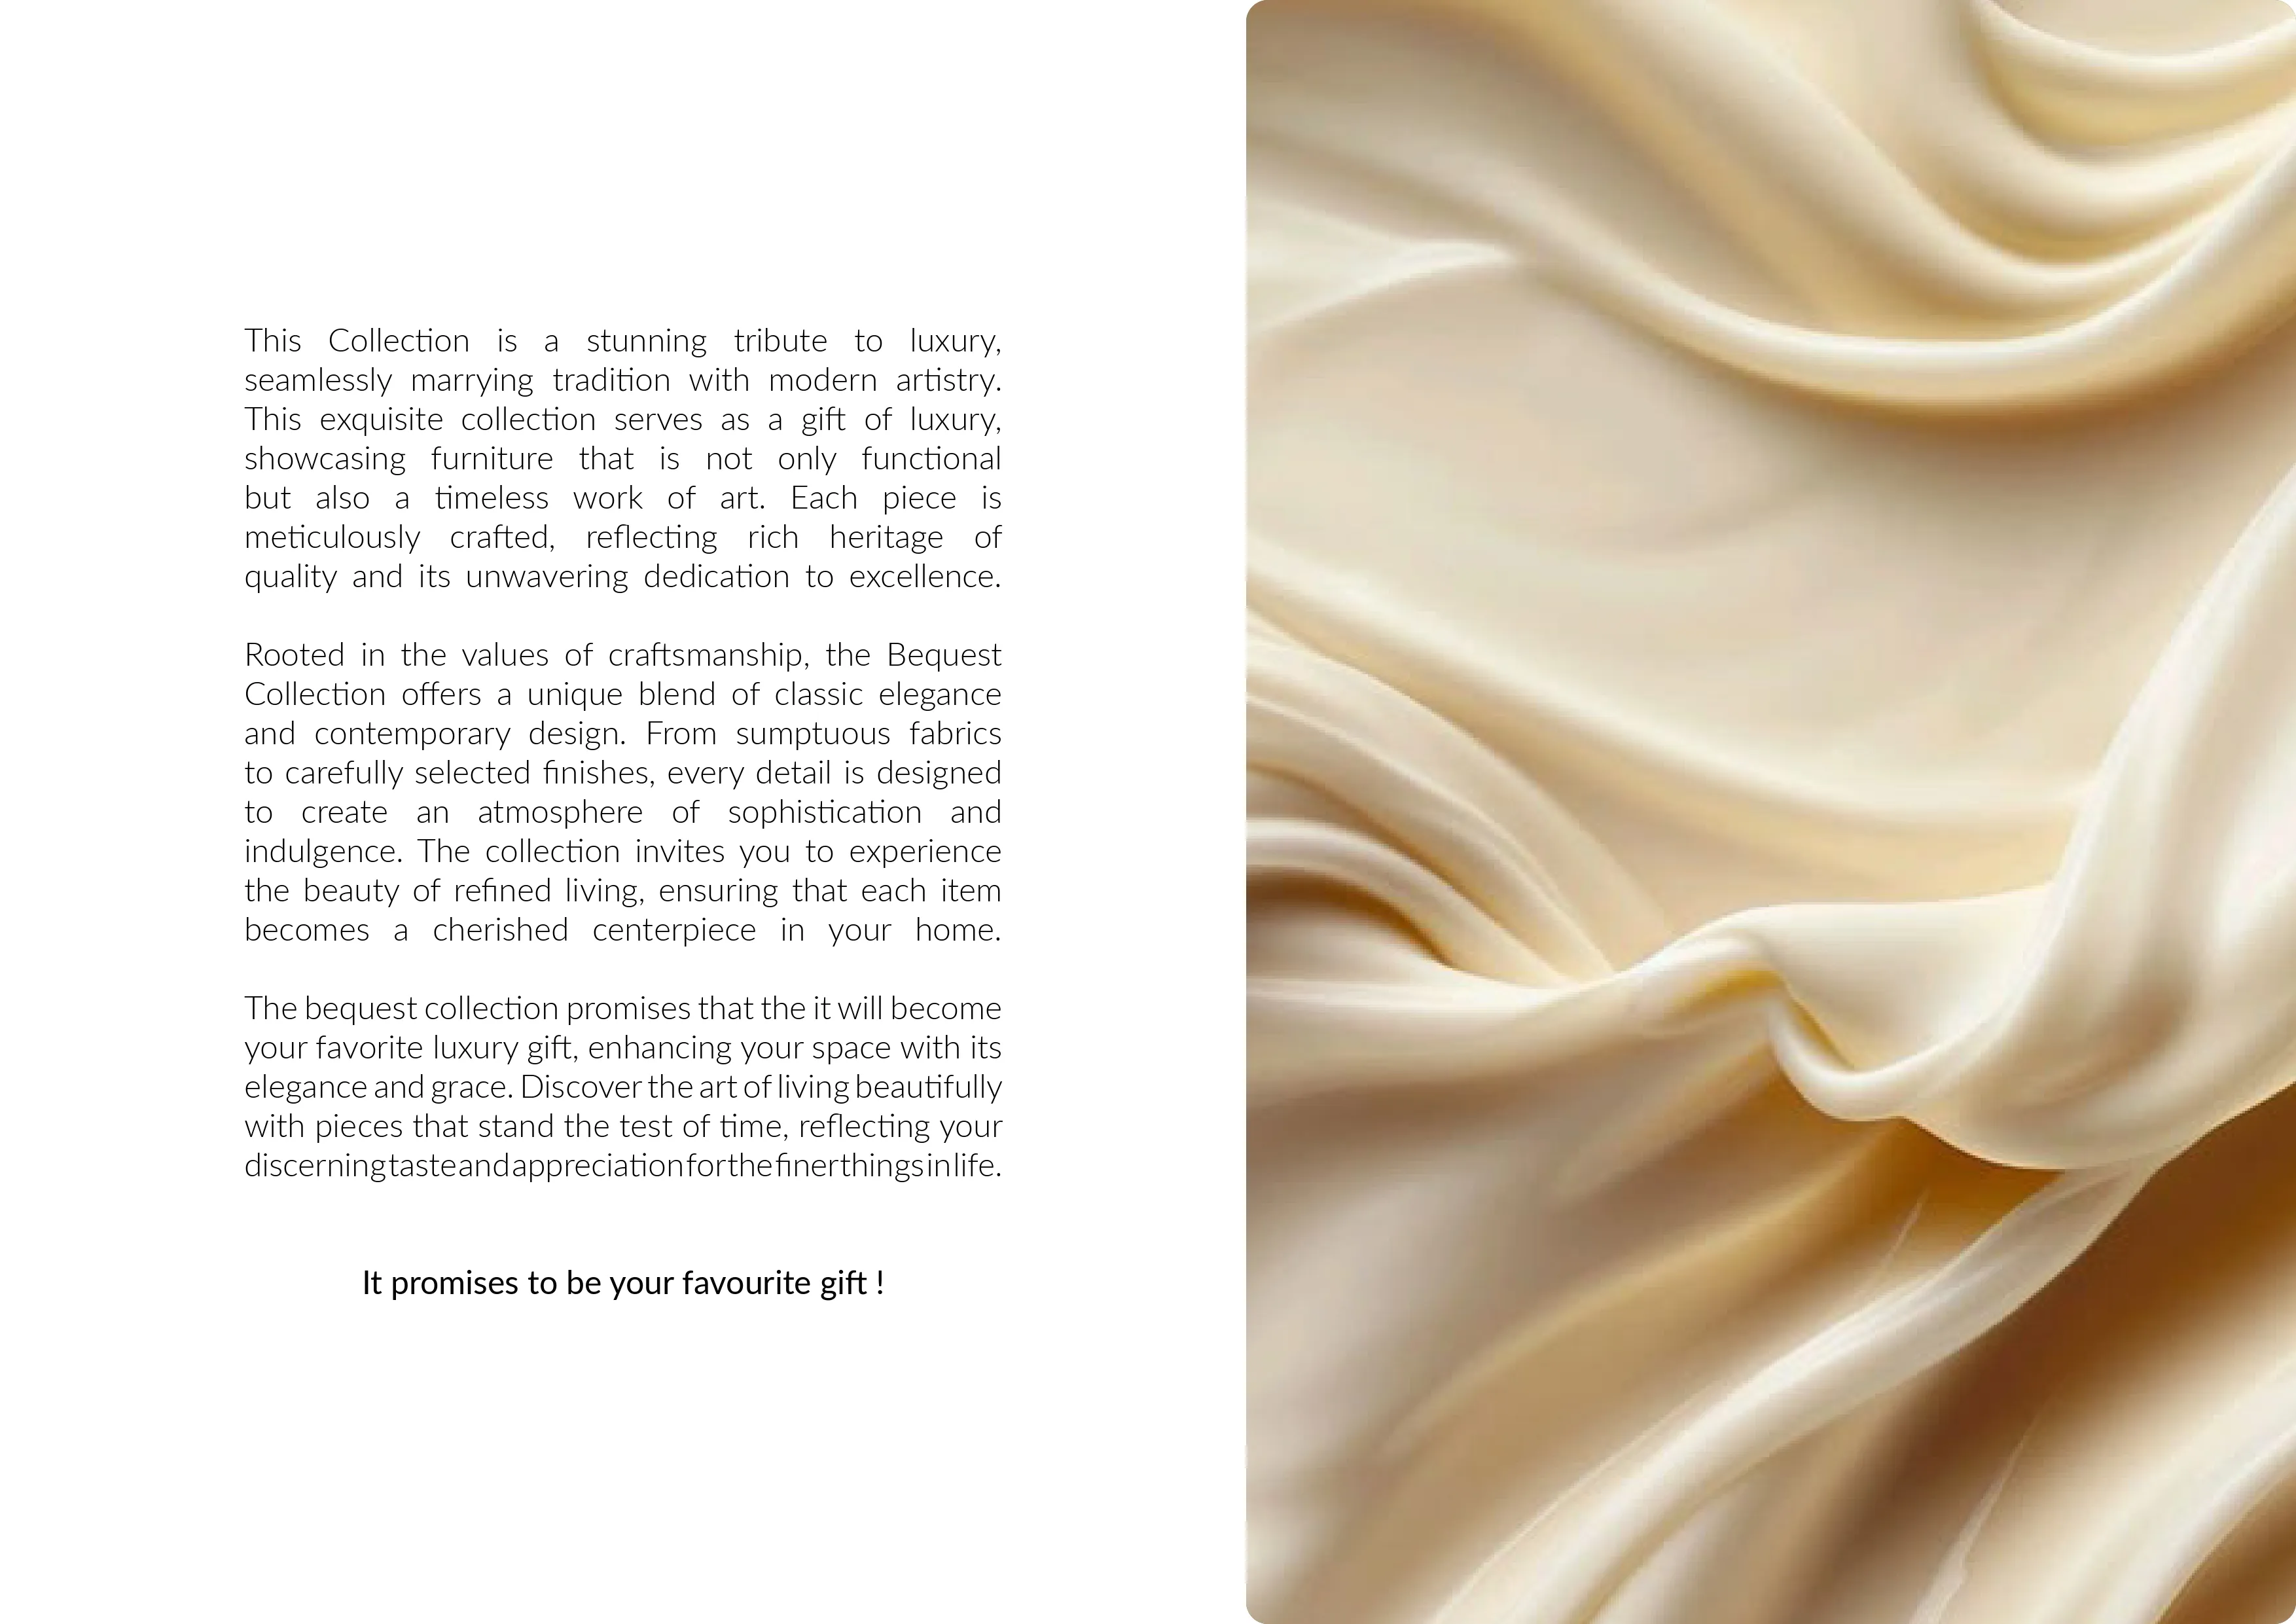 This Collection is a stunning tribute to luxury,
seamlessly marrying tradition with modern artistry.
This exquisite collection serves as a gift of luxury,
showcasing furniture that is not only functional
but also a timeless work of art. Each piece is
meticulously crafted, reflecting rich heritage of
quality and its unwavering dedication to excellence.
Rooted in the values of craftsmanship, the Bequest
Collection offers a unique blend of classic elegance
and contemporary design. From sumptuous fabrics
to carefully selected finishes, every detail is designed
to create an atmosphere of sophistication and
indulgence. The collection invites you to experience
the beauty of refined living, ensuring that each item
becomes a cherished centerpiece in your home.
The bequest collection promises that the it will become
your favorite luxury gift, enhancing your space with its
elegance and grace. Discover the art of living beautifully
with pieces that stand the test of time, reflecting your
discerning taste and appreciation for the finer things in life.
It promises to be your favourite gift !